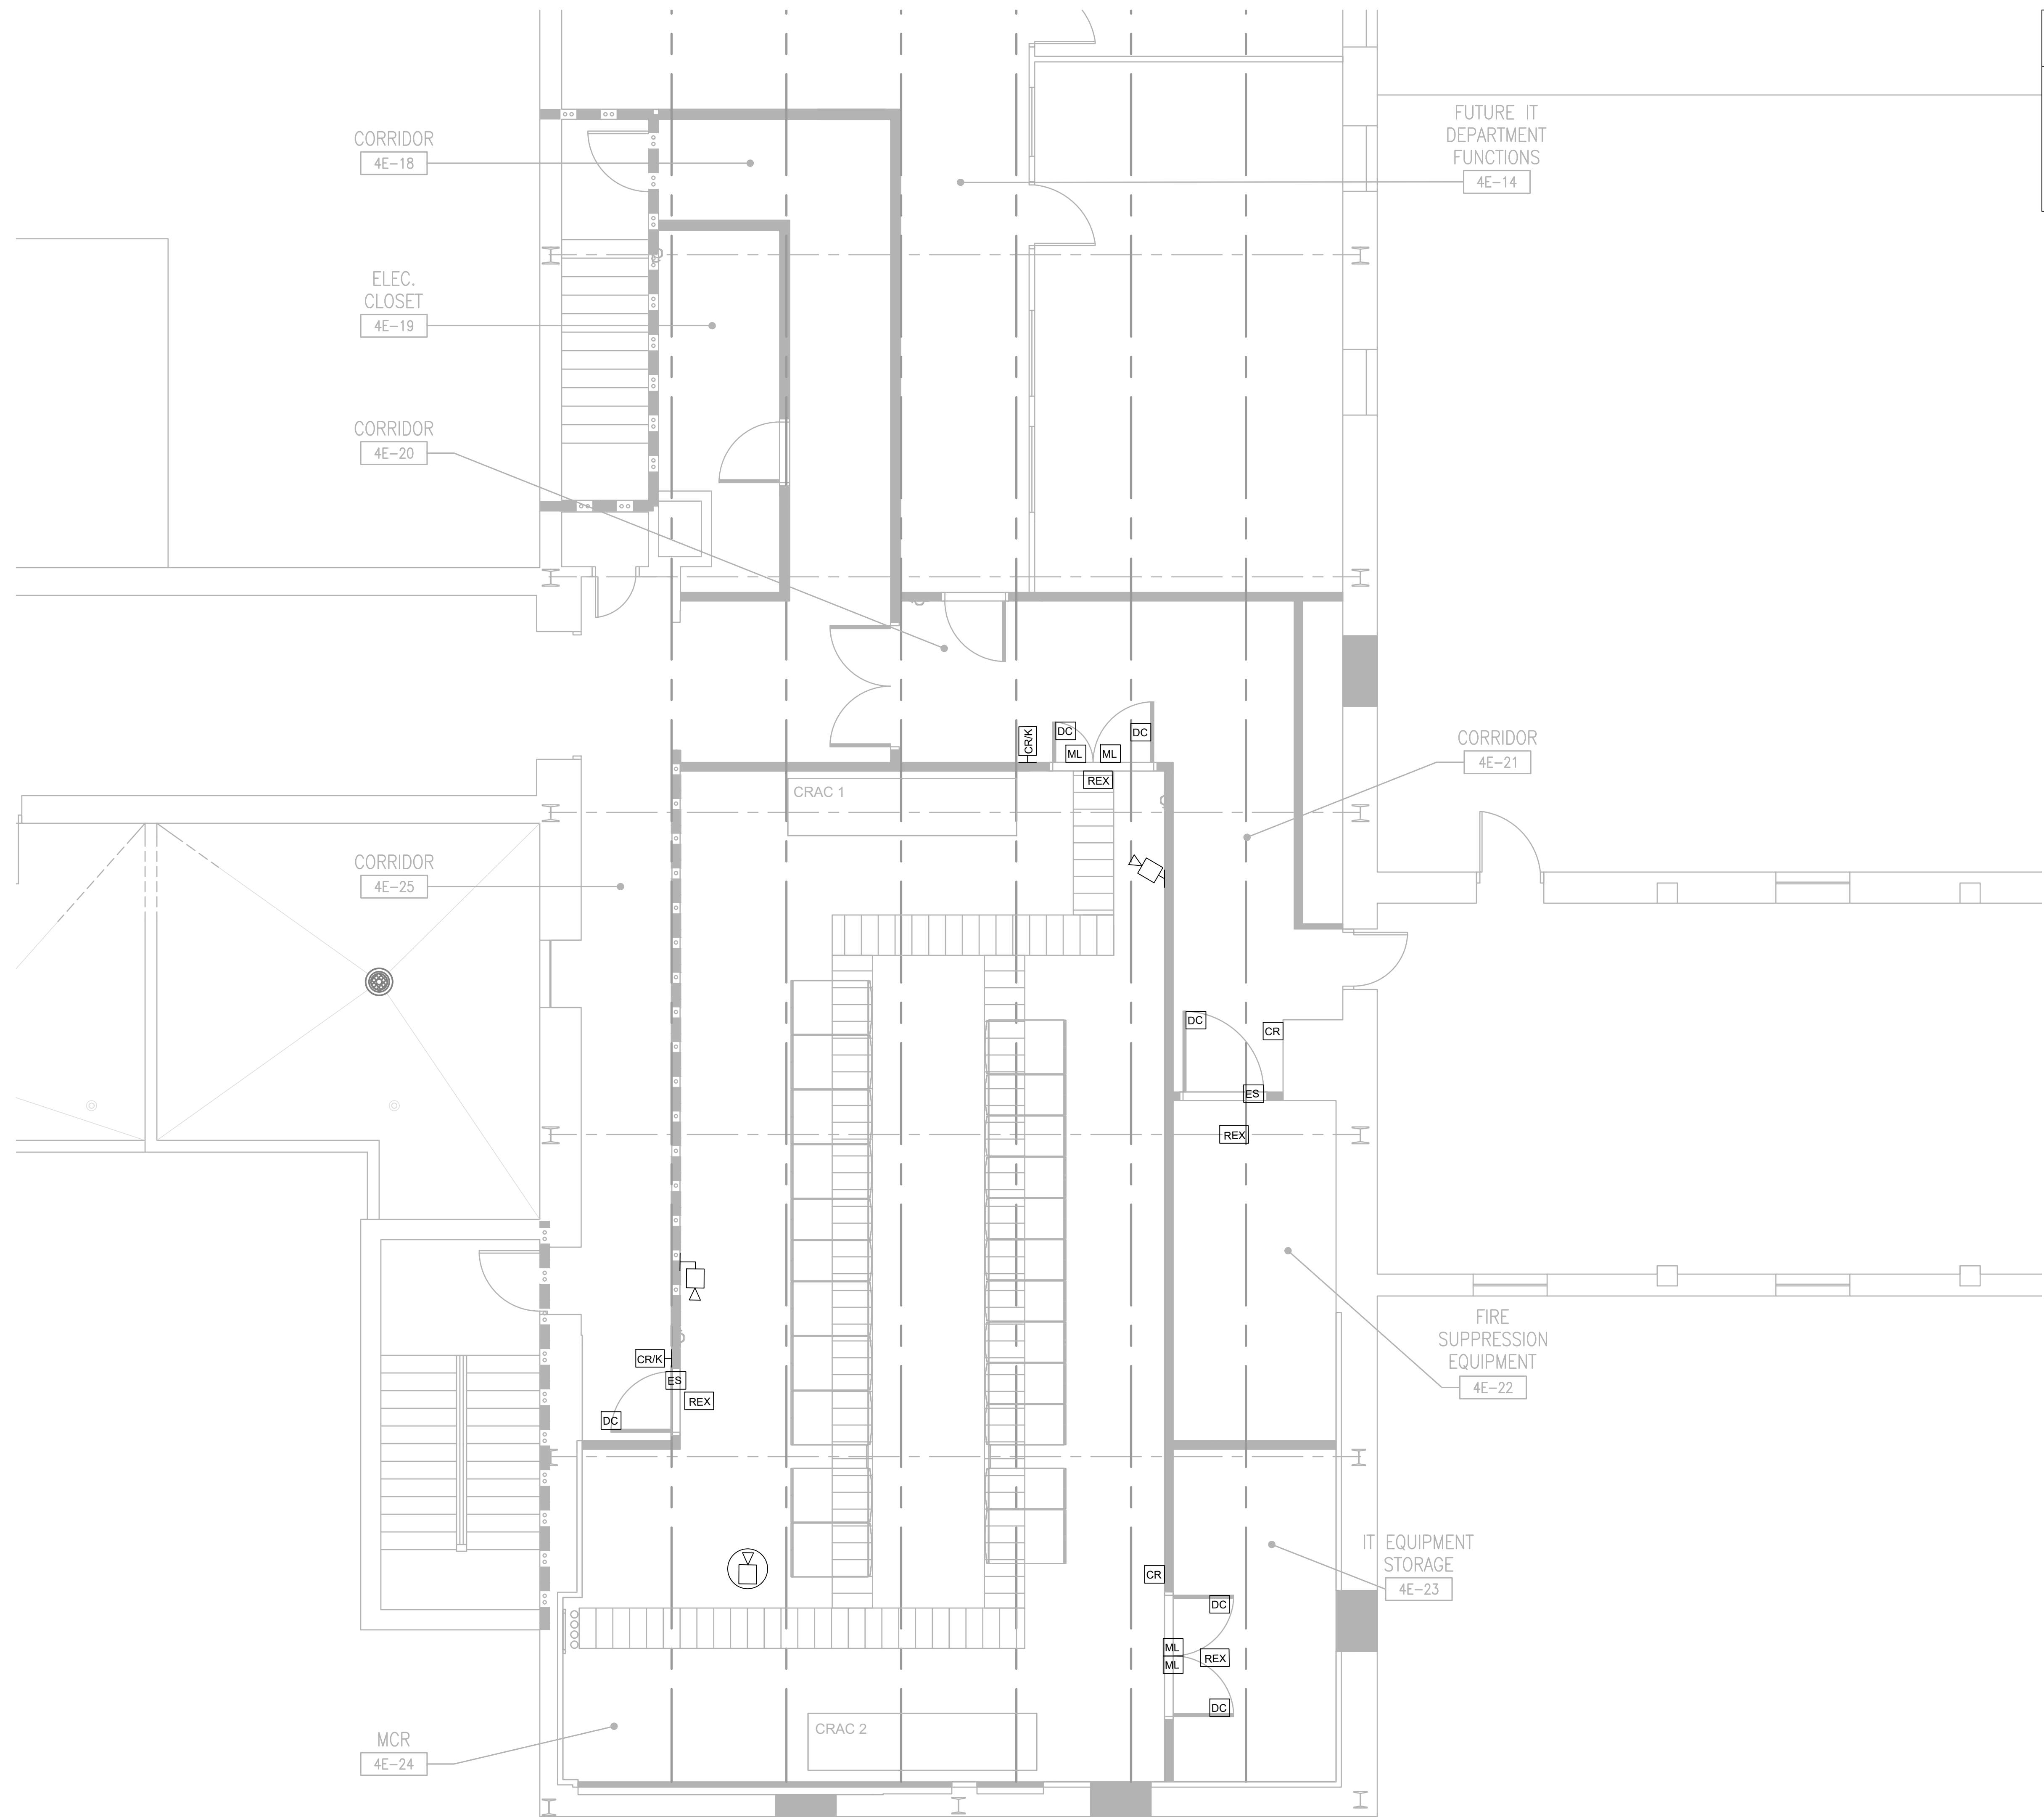 FUTURE IT
DEPARTMENT
FUNCTIONS
4E-14
CORRIDOR
4E-18
ELEC.
CLOSET
4E-19
CORRIDOR
4E-20
CR/K
DC
DC
ML
ML
REX
CORRIDOR
4E-21
CRAC 1
CORRIDOR
4E-25
DC
CR
ES
REX
FIRE
SUPPRESSION
EQUIPMENT
4E-22
CR/K
ES
REX
DC
IT EQUIPMENT
STORAGE
4E-23
CR
DC
ML
ML
REX
DC
CRAC 2
MCR
4E-24